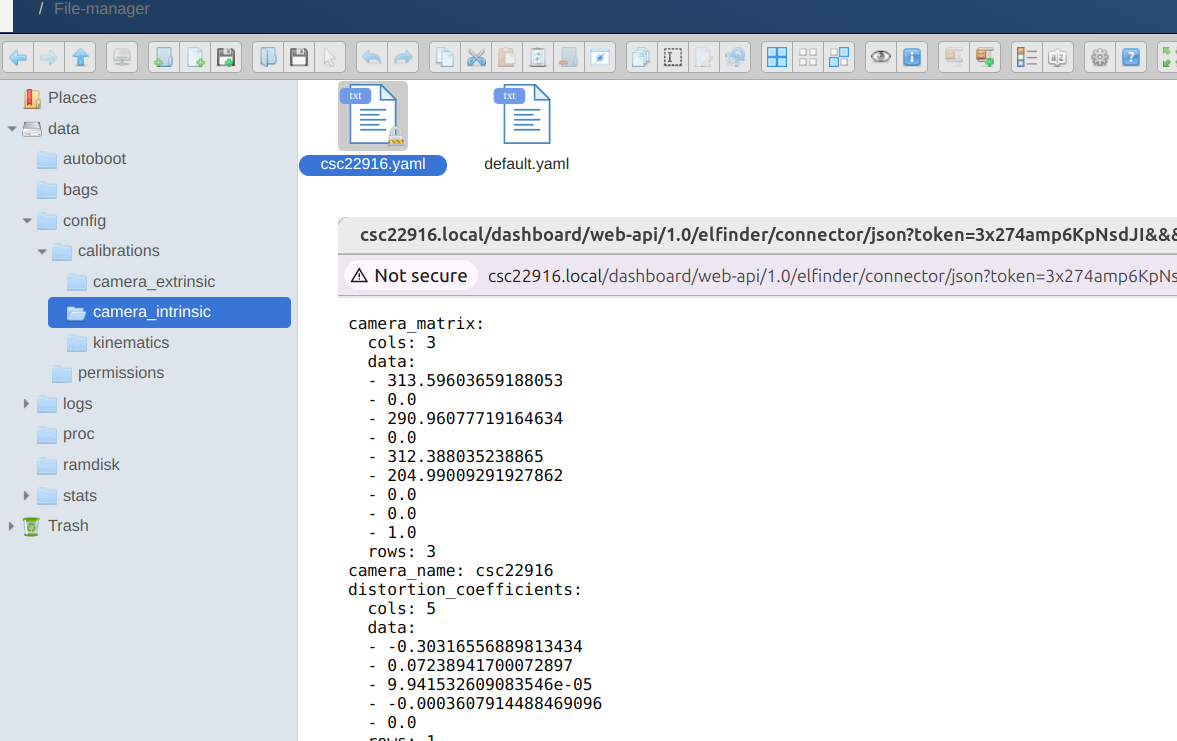 / File-manager
Places
data
autoboot
bags
config
calibrations
camera_extrinsic
camera_intrinsic
kinematics
permissions
logs
proc
ramdisk
stats
Trash
txt
txt
csc22916.yaml
default.yaml
csc22916.local/dashboard/web-api/1.0/elfinder/connector/json?token=3x274amp6KpNsdJI&&&
Not secure csc22916.local/dashboard/web-api/1.0/elfinder/connector/json?token=3x274amp6KpNs
camera_matrix:
  cols: 3
  data:
  - 313.59603659188053
  - 0.0
  - 290.96077719164634
  - 0.0
  - 312.388035238865
  - 204.99009291927862
  - 0.0
  - 0.0
  - 1.0
  rows: 3
camera_name: csc22916
distortion_coefficients:
  cols: 5
  data:
  - -0.30316556889813434
  - 0.07238941700072897
  - 9.941532609083546e-05
  - -0.0003607914488469096
  - 0.0
  rows: 1